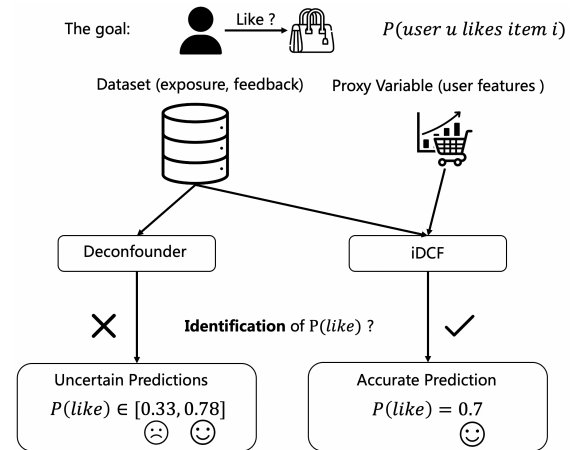 The goal:
Like ?
P(user u likes item i)
Dataset (exposure, feedback)
Proxy Variable (user features )
Deconfounder
iDCF
Identification of P(like) ?
Uncertain Predictions
P(like) ∈ [0.33, 0.78]
Accurate Prediction
P(like) = 0.7